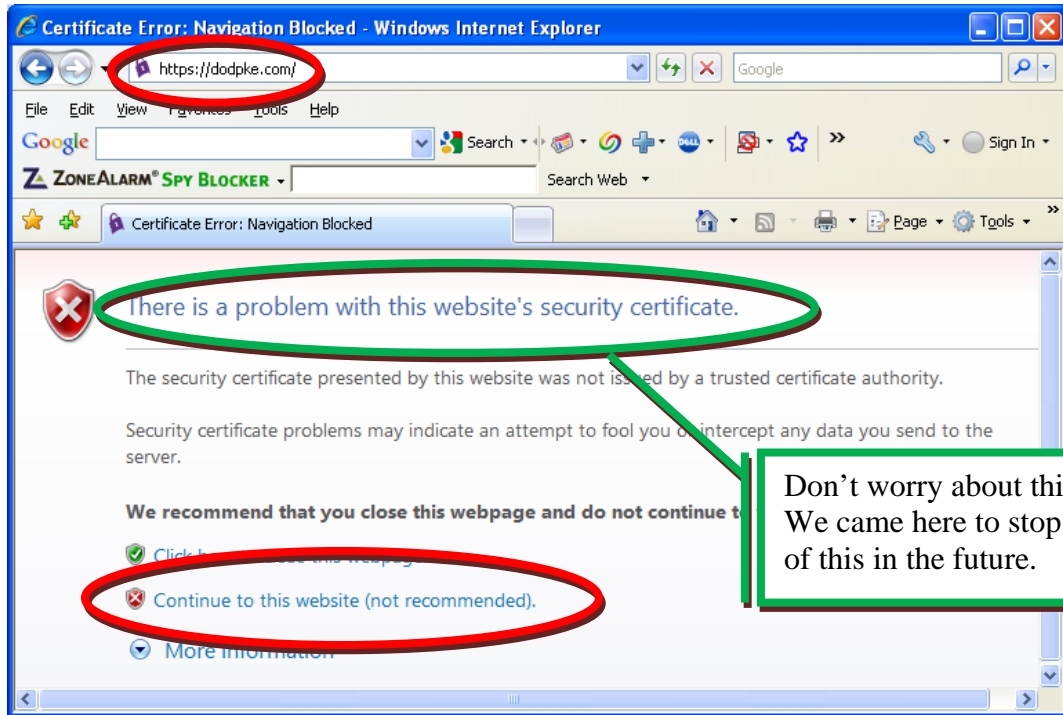 Certificate Error: Navigation Blocked - Windows Internet Explorer
https://dodpke.com/
Google
File Edit View Favorites Tools Help
Google Search Sign In
ZONEALARM® SPY BLOCKER Search Web
Certificate Error: Navigation Blocked Page Tools
There is a problem with this website's security certificate.
The security certificate presented by this website was not issued by a trusted certificate authority.
Security certificate problems may indicate an attempt to fool you or intercept any data you send to the
server.
We recommend that you close this webpage and do not continue
Don't worry about
We came here to stop
of this in the future.
Click this webpage
Continue to this website (not recommended).
More information